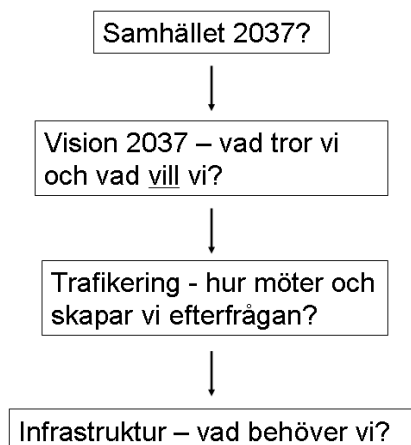 Samhället 2037?
Vision 2037 – vad tror vi
och vad vill vi?
Trafikering - hur möter och
skapar vi efterfrågan?
Infrastruktur – vad behöver vi?